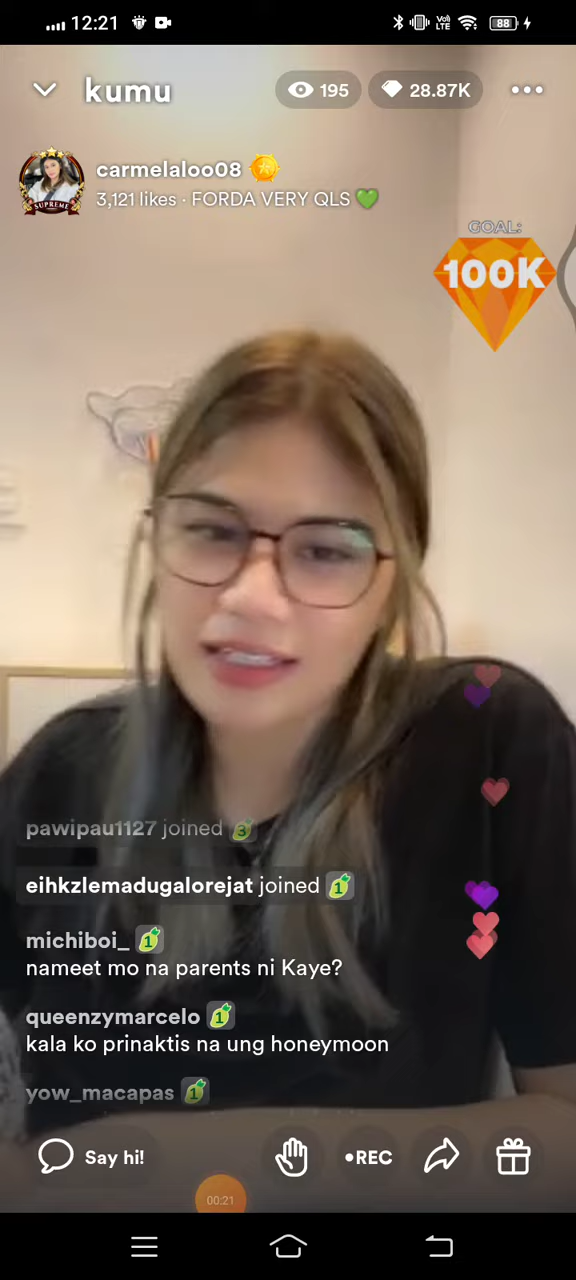 12:21
Voi) LTE
88
kumu
195
28.87K
carmelaloo08
3,121 likes · FORDA VERY QLS 💚
SUPREME
GOAL:
100K
pawipau1127 joined 3
eihkzlemadugalorejat joined 1
michiboi_ 1
nameet mo na parents ni Kaye?
queenzymarcelo 1
kala ko prinaktis na ung honeymoon
yow_macapas 1
Say hi!
•REC
00:21